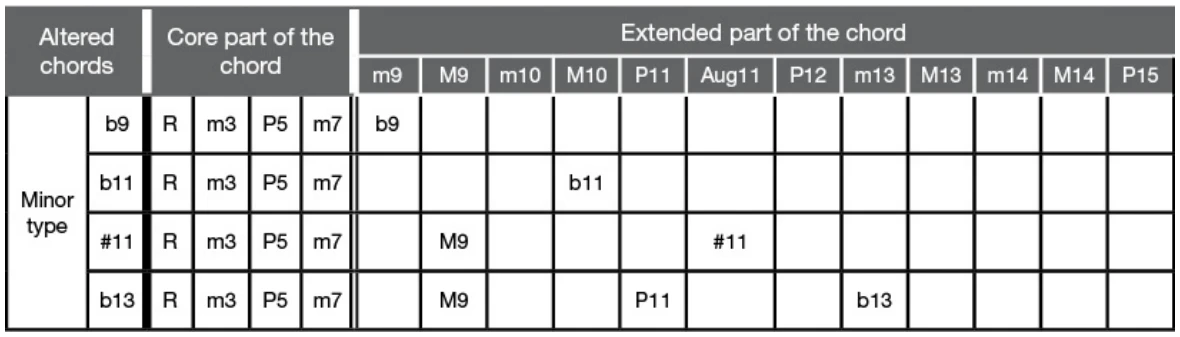 Altered chords Core part of the chord Extended part of the chord
m9 M9 m10 M10 P11 Aug11 P12 m13 M13 m14 M14 P15
Minor type
b9 R m3 P5 m7 b9
b11 R m3 P5 m7 b11
#11 R m3 P5 m7 M9 #11
b13 R m3 P5 m7 M9 P11 b13